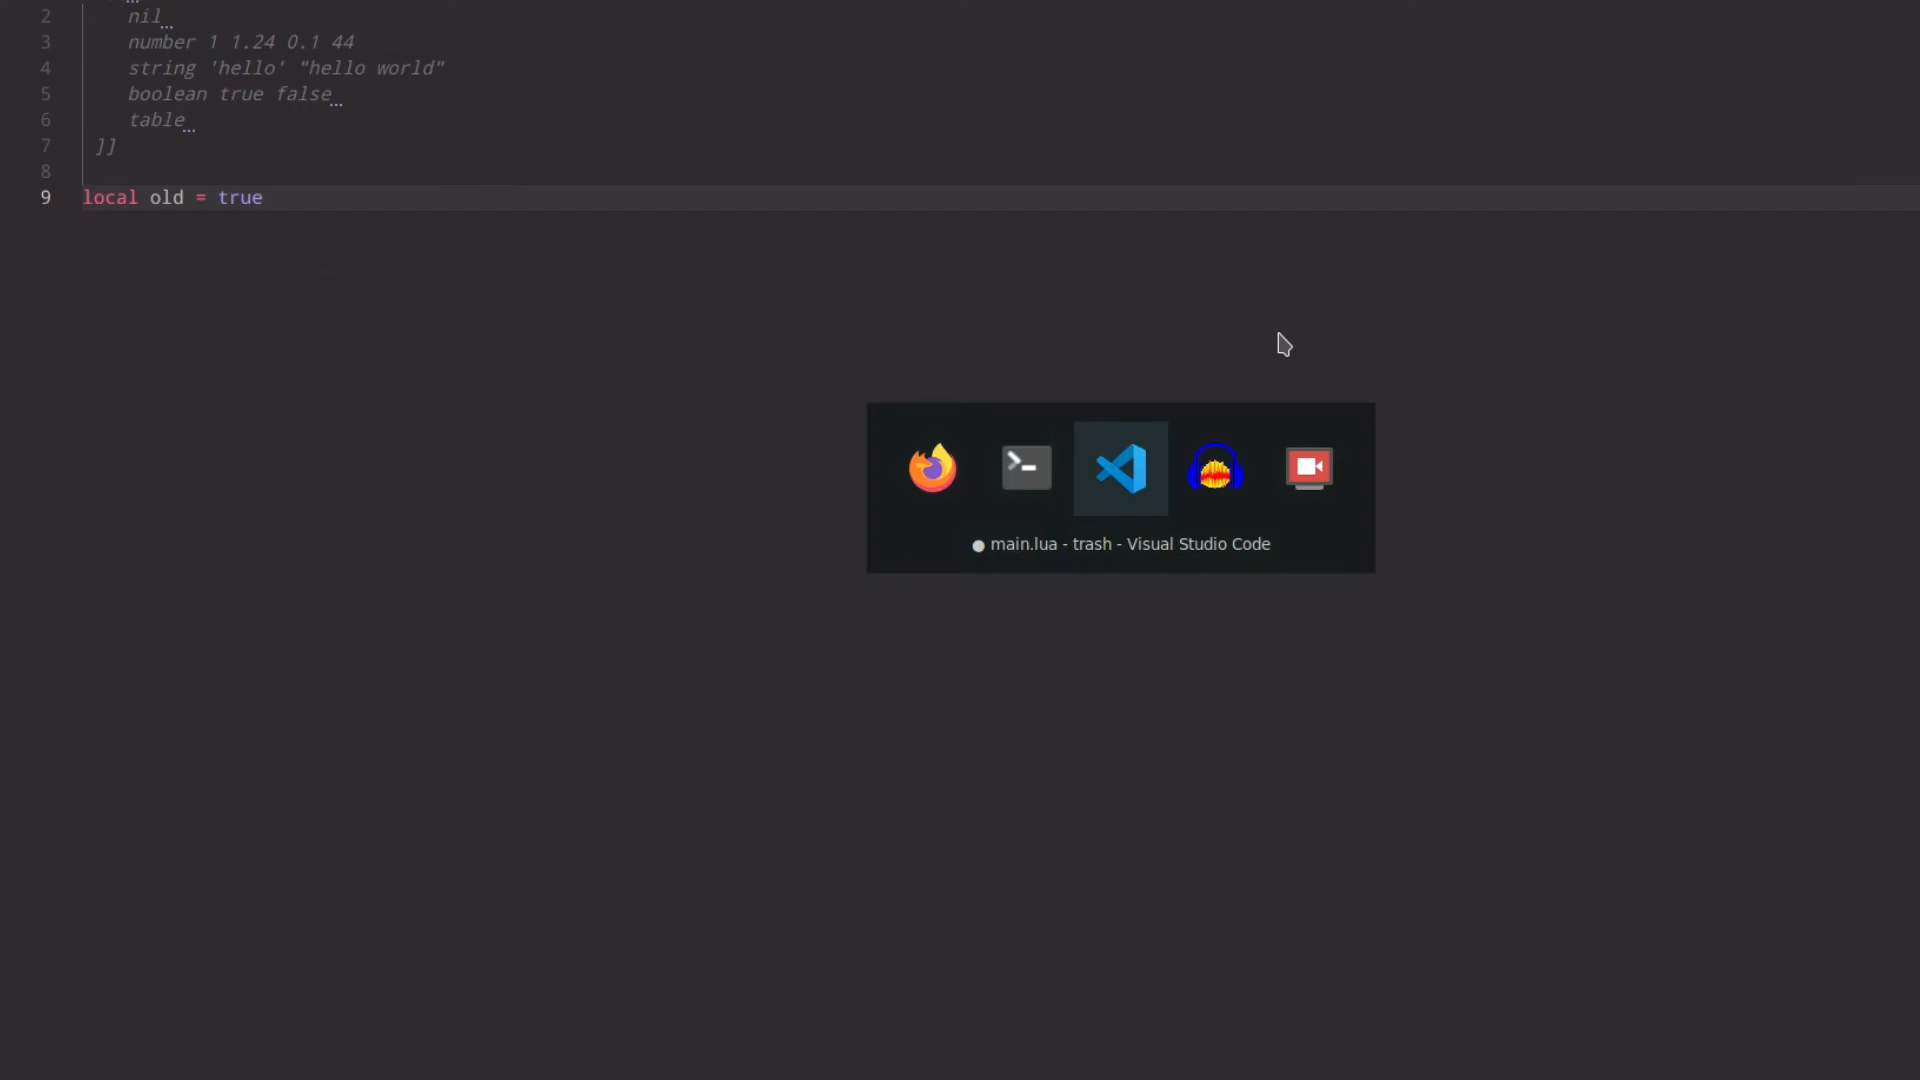 2 nil
3 number 1 1.24 0.1 44
4 string 'hello' "hello world"
5 boolean true false
6 table
7 ]]
8
9 local old = true
● main.lua - trash - Visual Studio Code